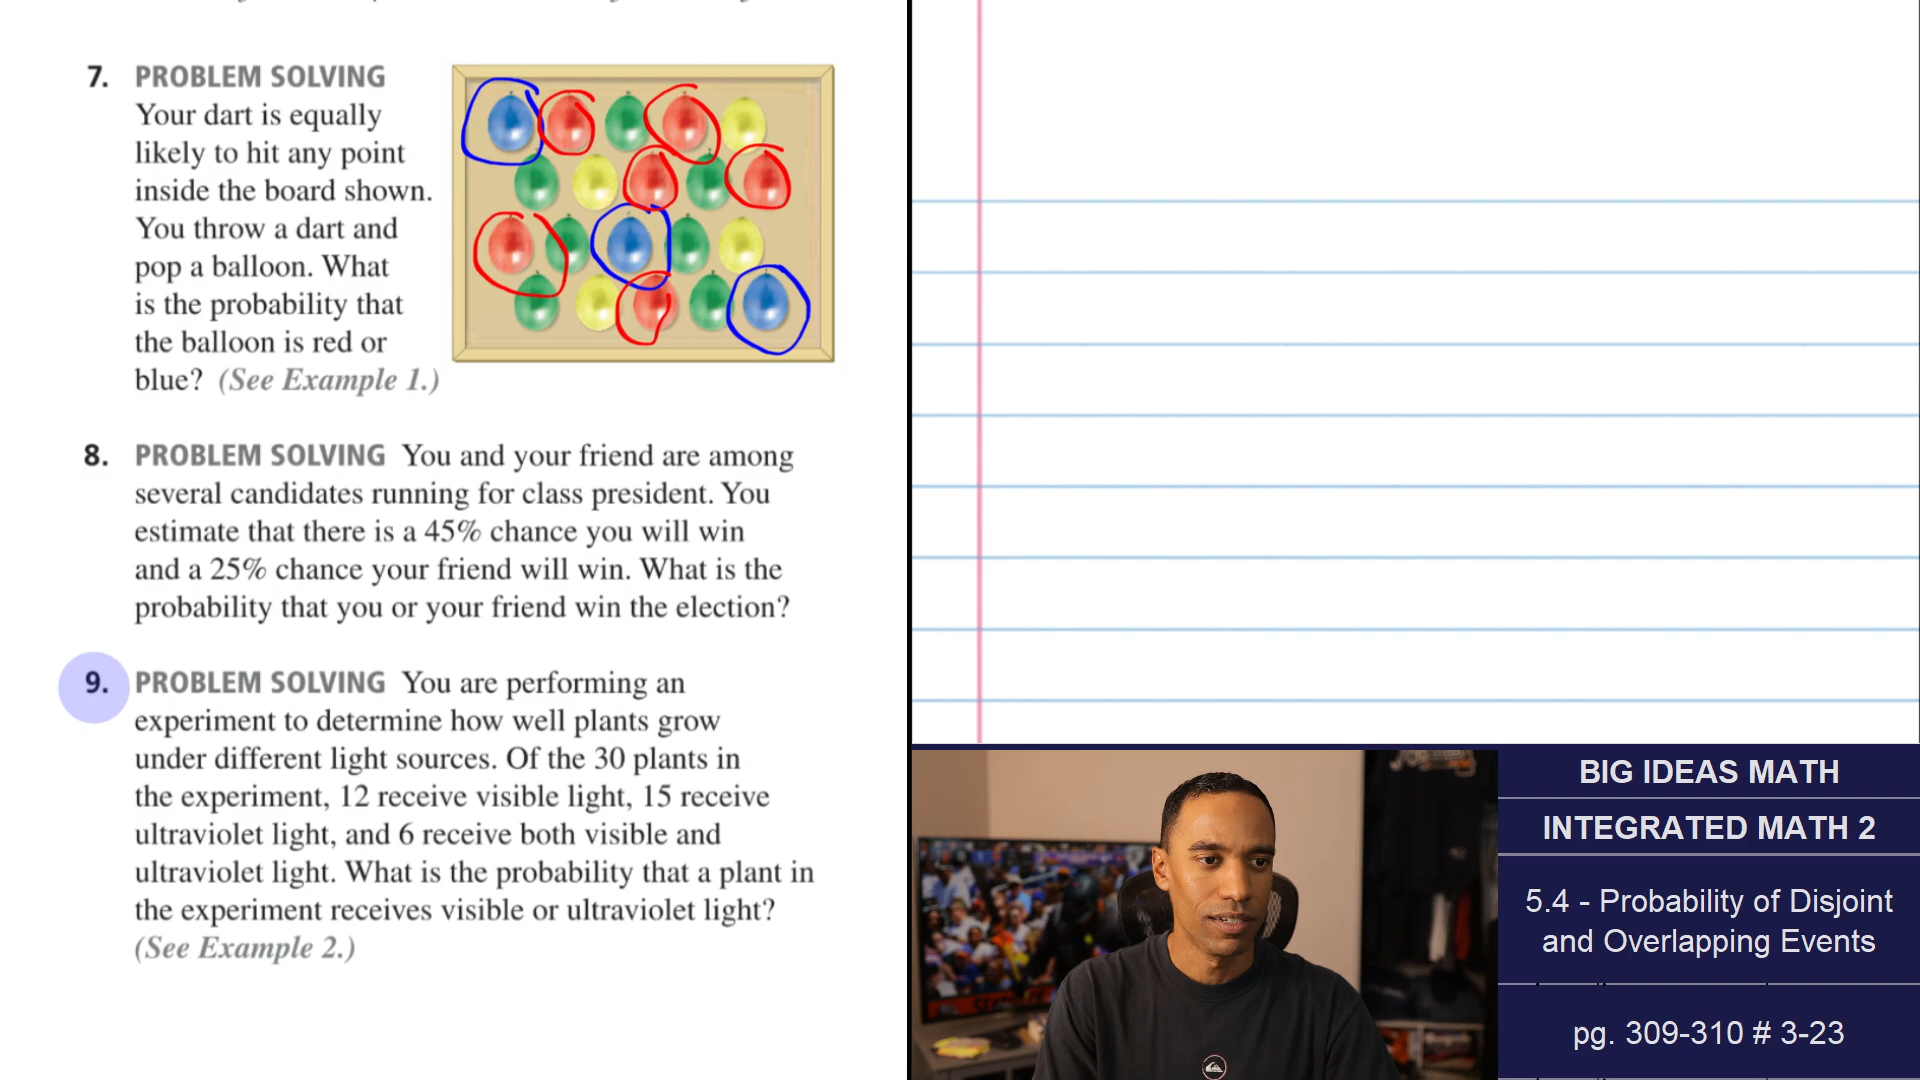 7. PROBLEM SOLVING
Your dart is equally
likely to hit any point
inside the board shown.
You throw a dart and
pop a balloon. What
is the probability that
the balloon is red or
blue? (See Example 1.)
8. PROBLEM SOLVING You and your friend are among
several candidates running for class president. You
estimate that there is a 45% chance you will win
and a 25% chance your friend will win. What is the
probability that you or your friend win the election?
9. PROBLEM SOLVING You are performing an
experiment to determine how well plants grow
under different light sources. Of the 30 plants in
the experiment, 12 receive visible light, 15 receive
ultraviolet light, and 6 receive both visible and
ultraviolet light. What is the probability that a plant in
the experiment receives visible or ultraviolet light?
(See Example 2.)
BIG IDEAS MATH
INTEGRATED MATH 2
5.4 - Probability of Disjoint
and Overlapping Events
pg. 309-310 # 3-23